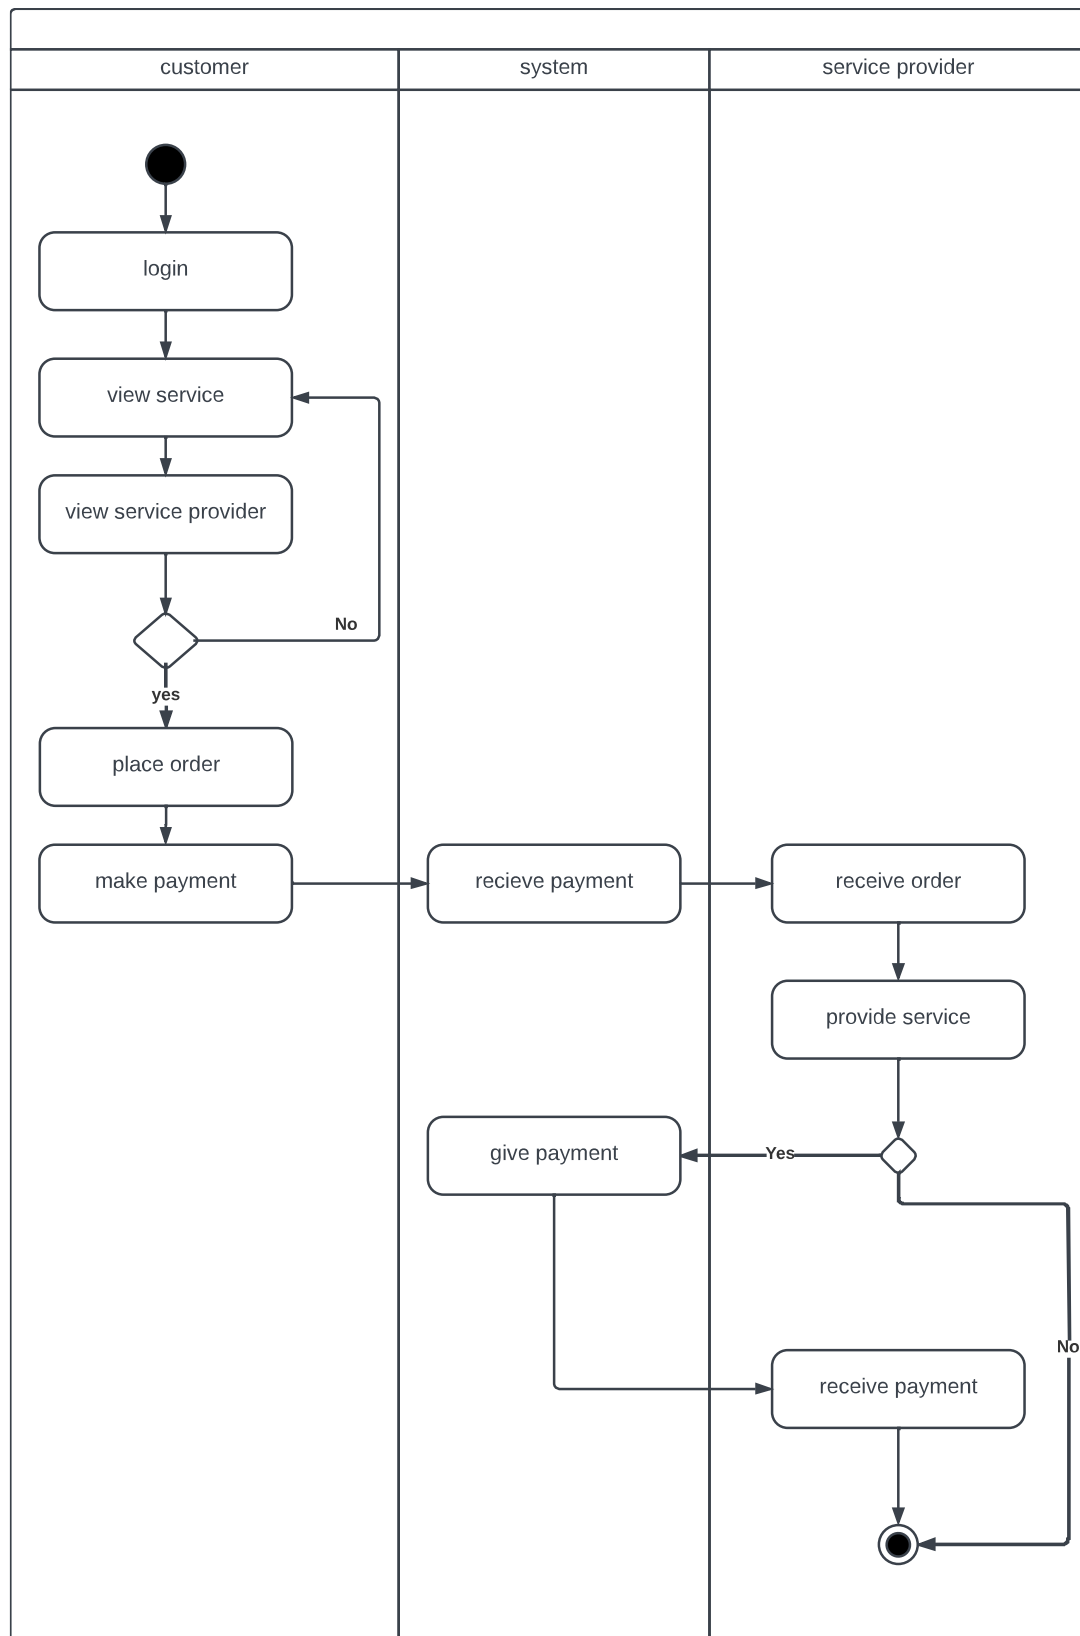 customer
system
service provider
login
view service
view service provider
No
yes
place order
make payment
recieve payment
receive order
provide service
give payment
Yes
No
receive payment